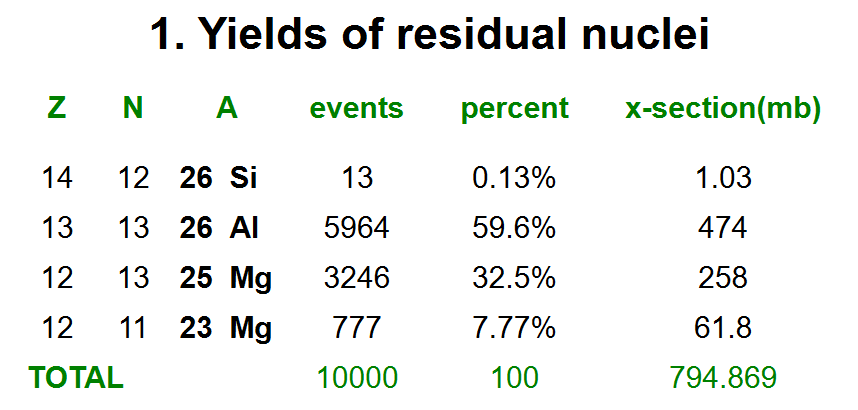 1. Yields of residual nuclei
Z N A events percent x-section(mb)
14 12 26 Si 13 0.13% 1.03
13 13 26 Al 5964 59.6% 474
12 13 25 Mg 3246 32.5% 258
12 11 23 Mg 777 7.77% 61.8
TOTAL 10000 100 794.869